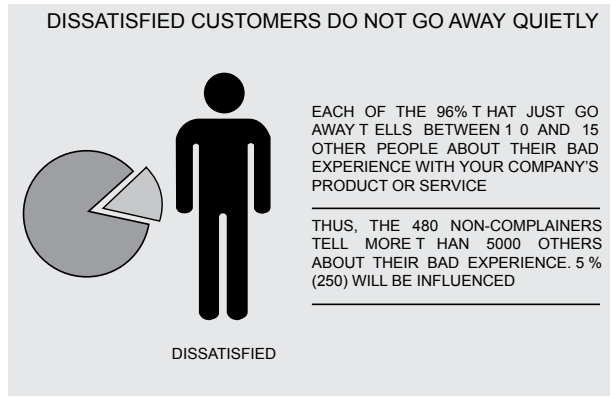 DISSATISFIED CUSTOMERS DO NOT GO AWAY QUIETLY
EACH OF THE 96% T HAT JUST GO
AWAY T ELLS BETWEEN 1 0 AND 15
OTHER PEOPLE ABOUT THEIR BAD
EXPERIENCE WITH YOUR COMPANY'S
PRODUCT OR SERVICE
THUS, THE 480 NON-COMPLAINERS
TELL MORE T HAN 5000 OTHERS
ABOUT THEIR BAD EXPERIENCE. 5 %
(250) WILL BE INFLUENCED
DISSATISFIED